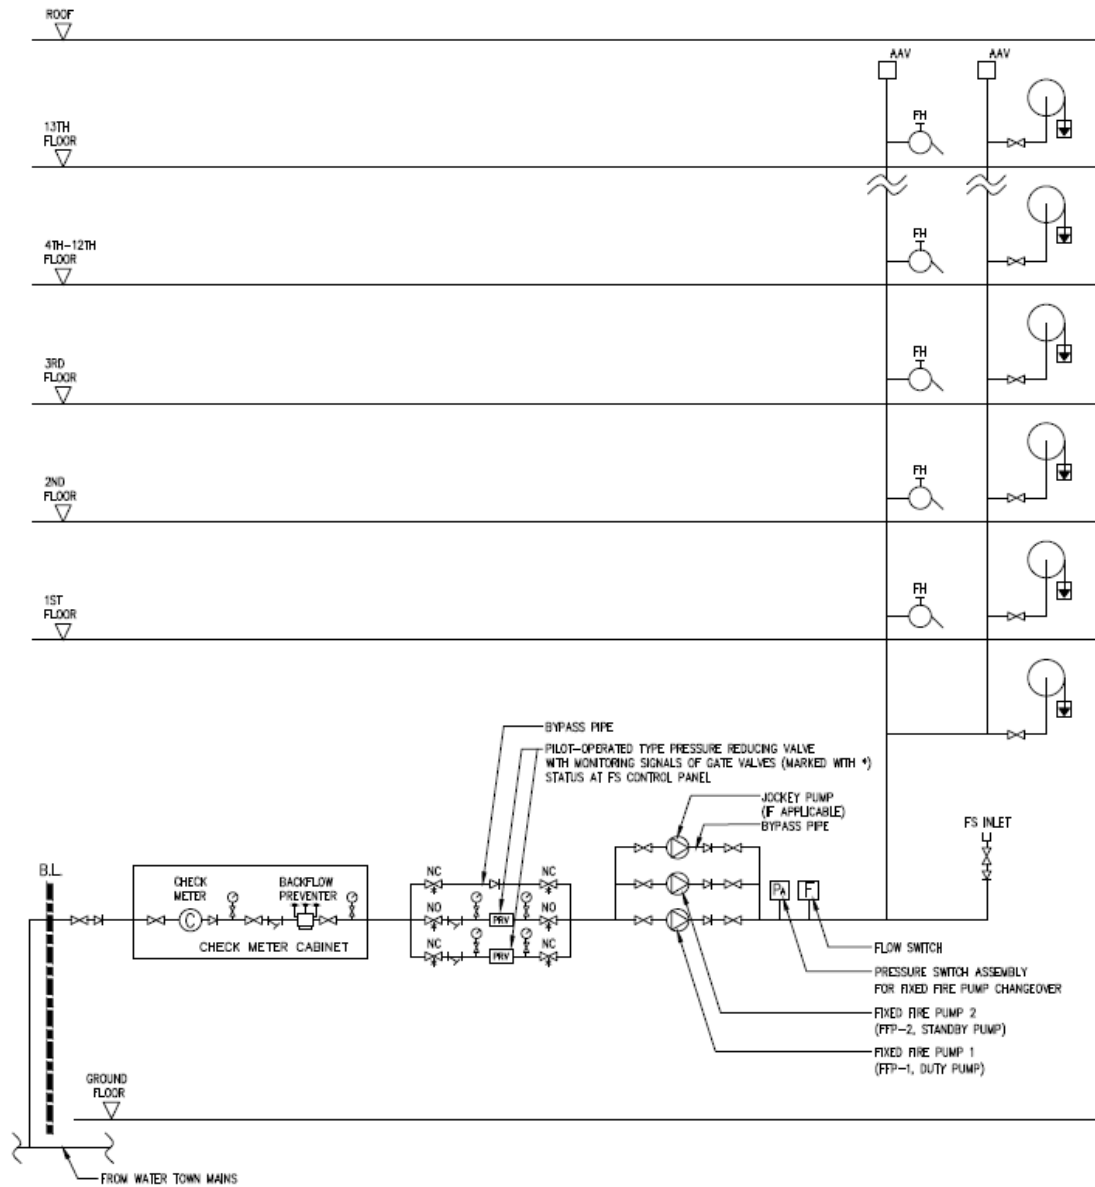 ROOF
AAV
AAV
13TH
FLOOR
FH
4TH-12TH
FLOOR
FH
3RD
FLOOR
FH
2ND
FLOOR
FH
1ST
FLOOR
FH
BYPASS PIPE
PILOT-OPERATED TYPE PRESSURE REDUCING VALVE
WITH MONITORING SIGNALS OF GATE VALVES (MARKED WITH *)
STATUS AT FS CONTROL PANEL
JOCKEY PUMP
(IF APPLICABLE)
BYPASS PIPE
FS INLET
B.L.
CHECK
METER
BACKFLOW
PREVENTER
C
CHECK METER CABINET
NC
NC
NO
PRV
NO
NC
PRV
NC
F
FLOW SWITCH
PRESSURE SWITCH ASSEMBLY
FOR FIXED FIRE PUMP CHANGEOVER
FIXED FIRE PUMP 2
(FFP-2, STANDBY PUMP)
FIXED FIRE PUMP 1
(FFP-1, DUTY PUMP)
GROUND
FLOOR
FROM WATER TOWN MAINS